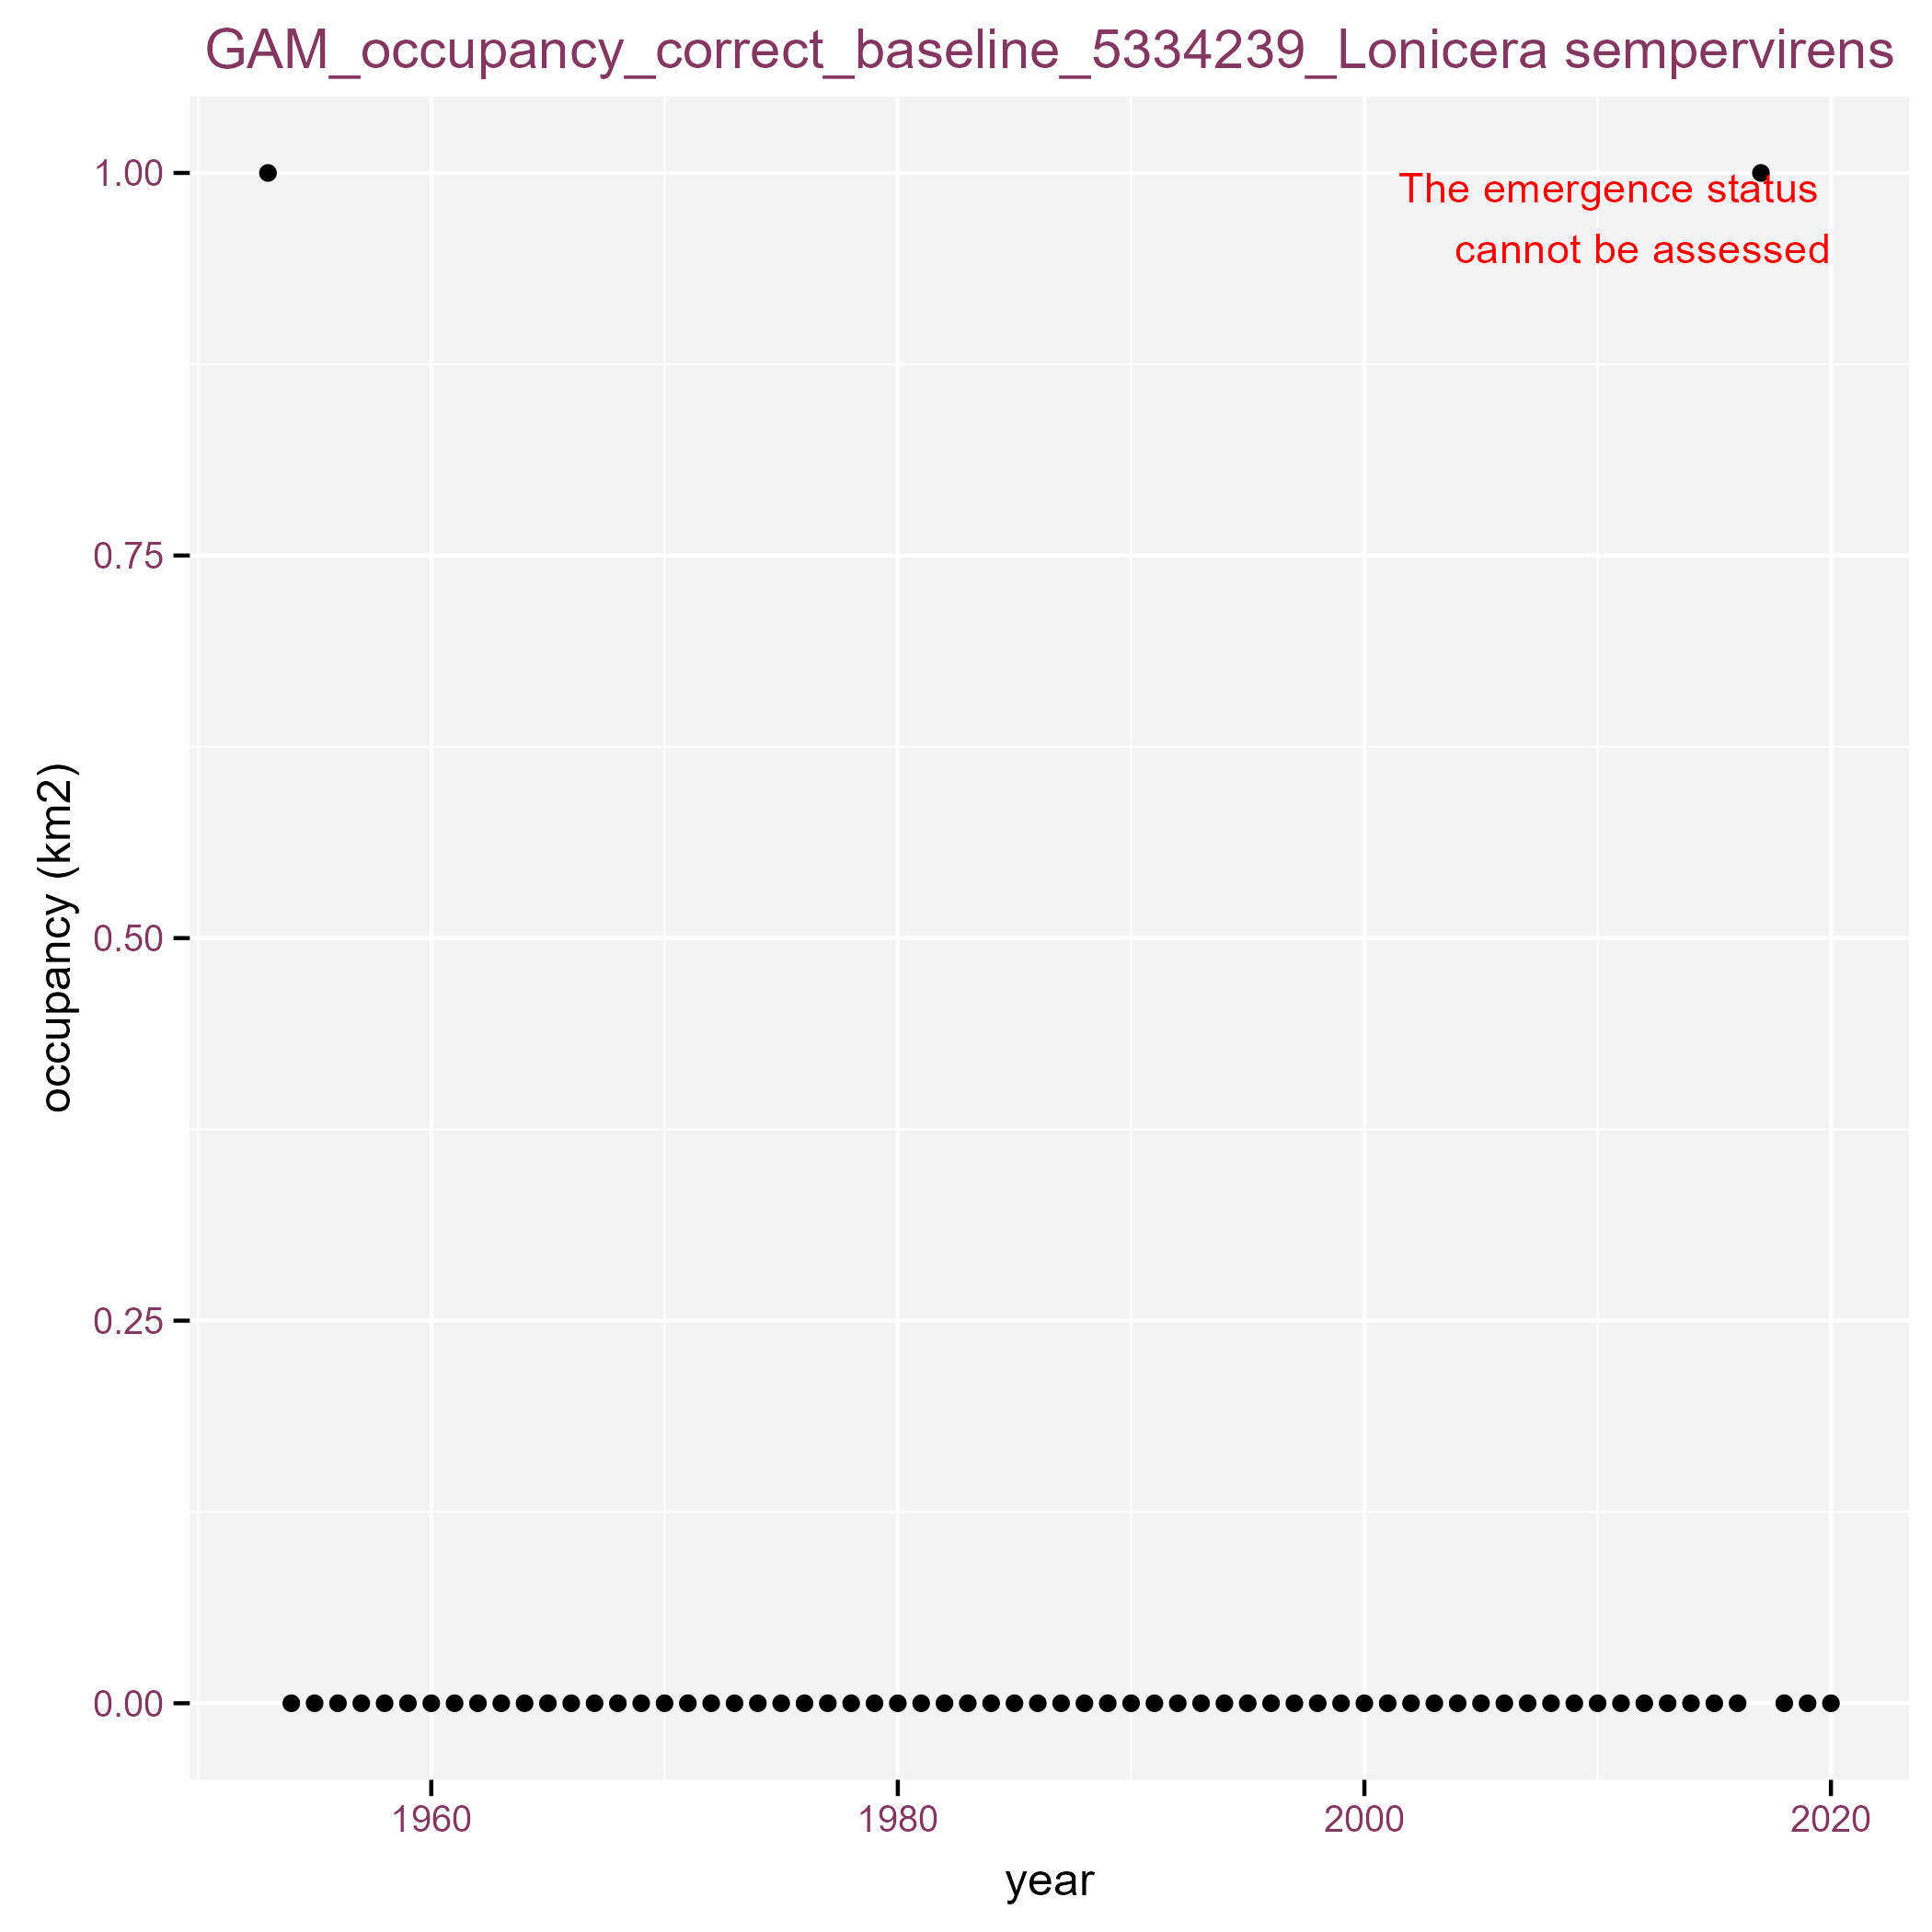 GAM_occupancy_correct_baseline_5334239_Lonicera sempervirens
1.00
The emergence status
cannot be assessed
0.75
occupancy (km2)
0.50
0.25
0.00
1960
1980
2000
2020
year